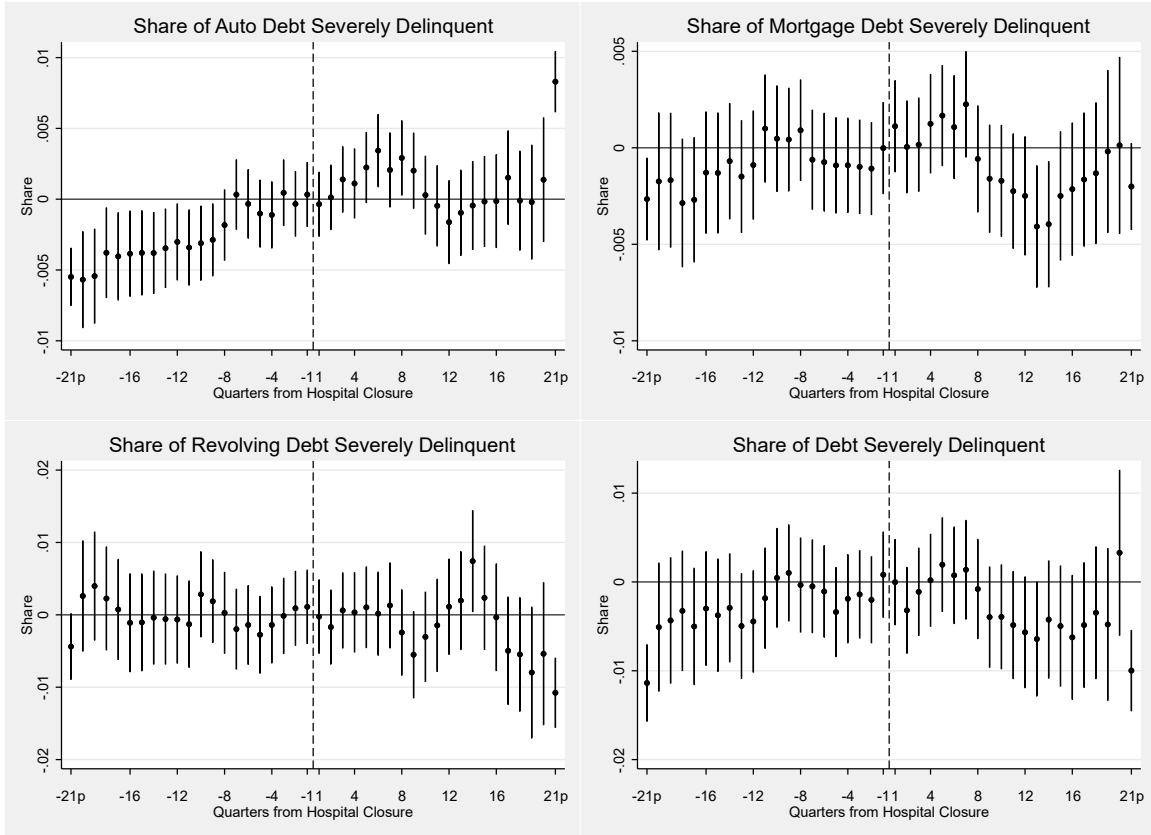 Share of Auto Debt Severely Delinquent
Share
.01
.005
0
-.005
-.01
-21p -16 -12 -8 -4 -11 4 8 12 16 21p
Quarters from Hospital Closure
Share of Mortgage Debt Severely Delinquent
Share
.005
0
-.005
-.01
-21p -16 -12 -8 -4 -11 4 8 12 16 21p
Quarters from Hospital Closure
Share of Revolving Debt Severely Delinquent
Share
.02
.01
0
-.01
-.02
-21p -16 -12 -8 -4 -11 4 8 12 16 21p
Quarters from Hospital Closure
Share of Debt Severely Delinquent
Share
.01
0
-.01
-.02
-21p -16 -12 -8 -4 -11 4 8 12 16 21p
Quarters from Hospital Closure